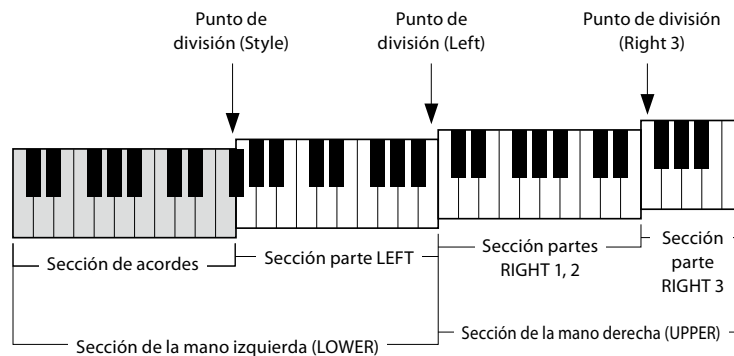 Punto de
división (Style)
Punto de
división (Left)
Punto de división
(Right 3)
Sección de acordes
Sección parte LEFT
Sección partes
RIGHT 1, 2
Sección
parte
RIGHT 3
Sección de la mano izquierda (LOWER)
Sección de la mano derecha (UPPER)